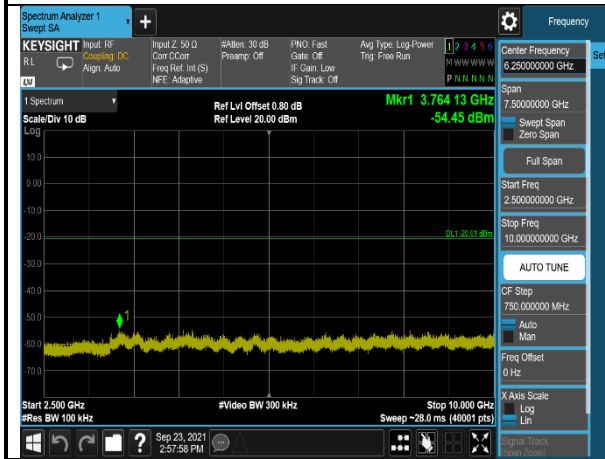 Spectrum Analyzer 1
Swept SA
+
Frequency
KEYSIGHT
RL
Input: RF
Coupling: DC
Align: Auto
Input Z: 50 Ω
Corr CCorr
Freq Ref: Int (S)
NFE: Adaptive
#Atten: 30 dB
Preamp: Off
PNO: Fast
Gate: Off
IF Gain: Low
Sig Track: Off
Avg Type: Log-Power
Trig: Free Run
1 2 3 4 5 6
M W W W W W
P N N N N N
LV
1 Spectrum
Scale/Div 10 dB
Log
Ref Lvl Offset 0.80 dB
Ref Level 20.00 dBm
Mkr1 3.764 13 GHz
-54.45 dBm
10.0
0.00
-10.0
-20.0
-30.0
-40.0
-50.0
-60.0
-70.0
DL1 -20.61 dBm
1
Start 2.500 GHz
#Res BW 100 kHz
#Video BW 300 kHz
Stop 10.000 GHz
Sweep ~28.0 ms (40001 pts)
Sep 23, 2021
2:57:58 PM
?
Center Frequency
6.250000000 GHz
Set
Span
7.50000000 GHz
Swept Span
Zero Span
Full Span
Start Freq
2.500000000 GHz
Stop Freq
10.000000000 GHz
AUTO TUNE
CF Step
750.000000 MHz
Auto
Man
Freq Offset
0 Hz
X Axis Scale
Log
Lin
Signal Track
(Span Zoom)